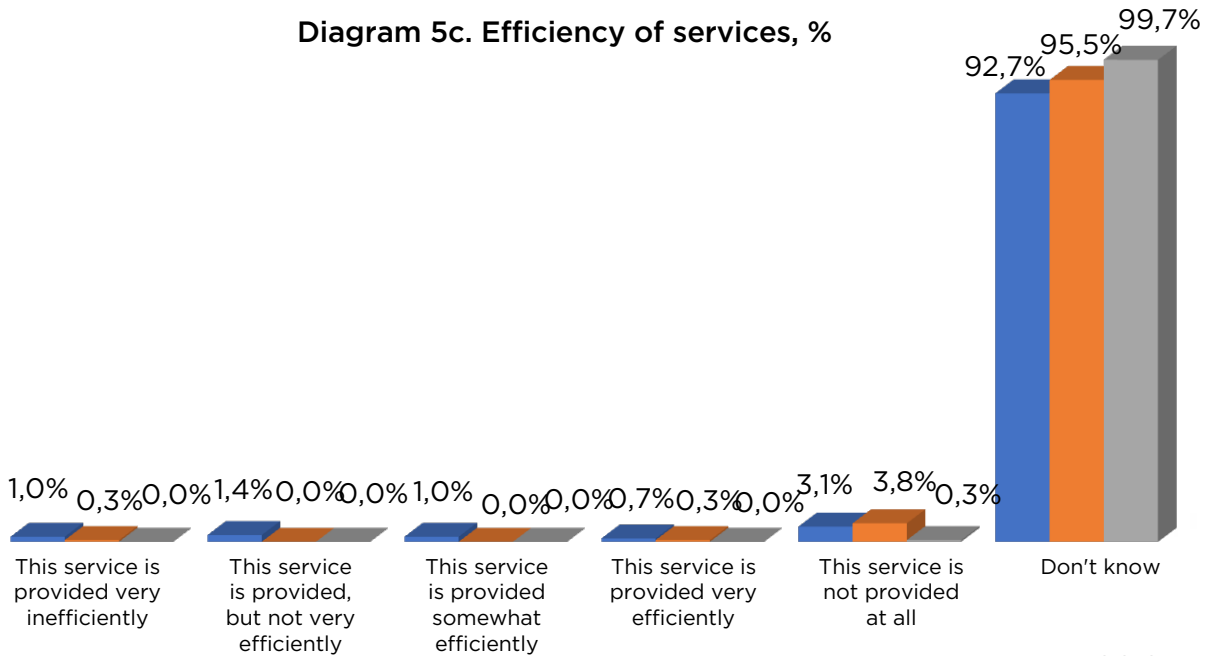 Diagram 5c. Efficiency of services, %
92,7%
95,5%
99,7%
1,0%
0,3%
0,0%
1,4%
0,0%
0,0%
1,0%
0,0%
0,0%
0,7%
0,3%
0,0%
3,1%
3,8%
0,3%
This service is
provided very
inefficiently
This service
is provided,
but not very
efficiently
This service
is provided
somewhat
efficiently
This service is
provided very
efficiently
This service is
not provided
at all
Don't know